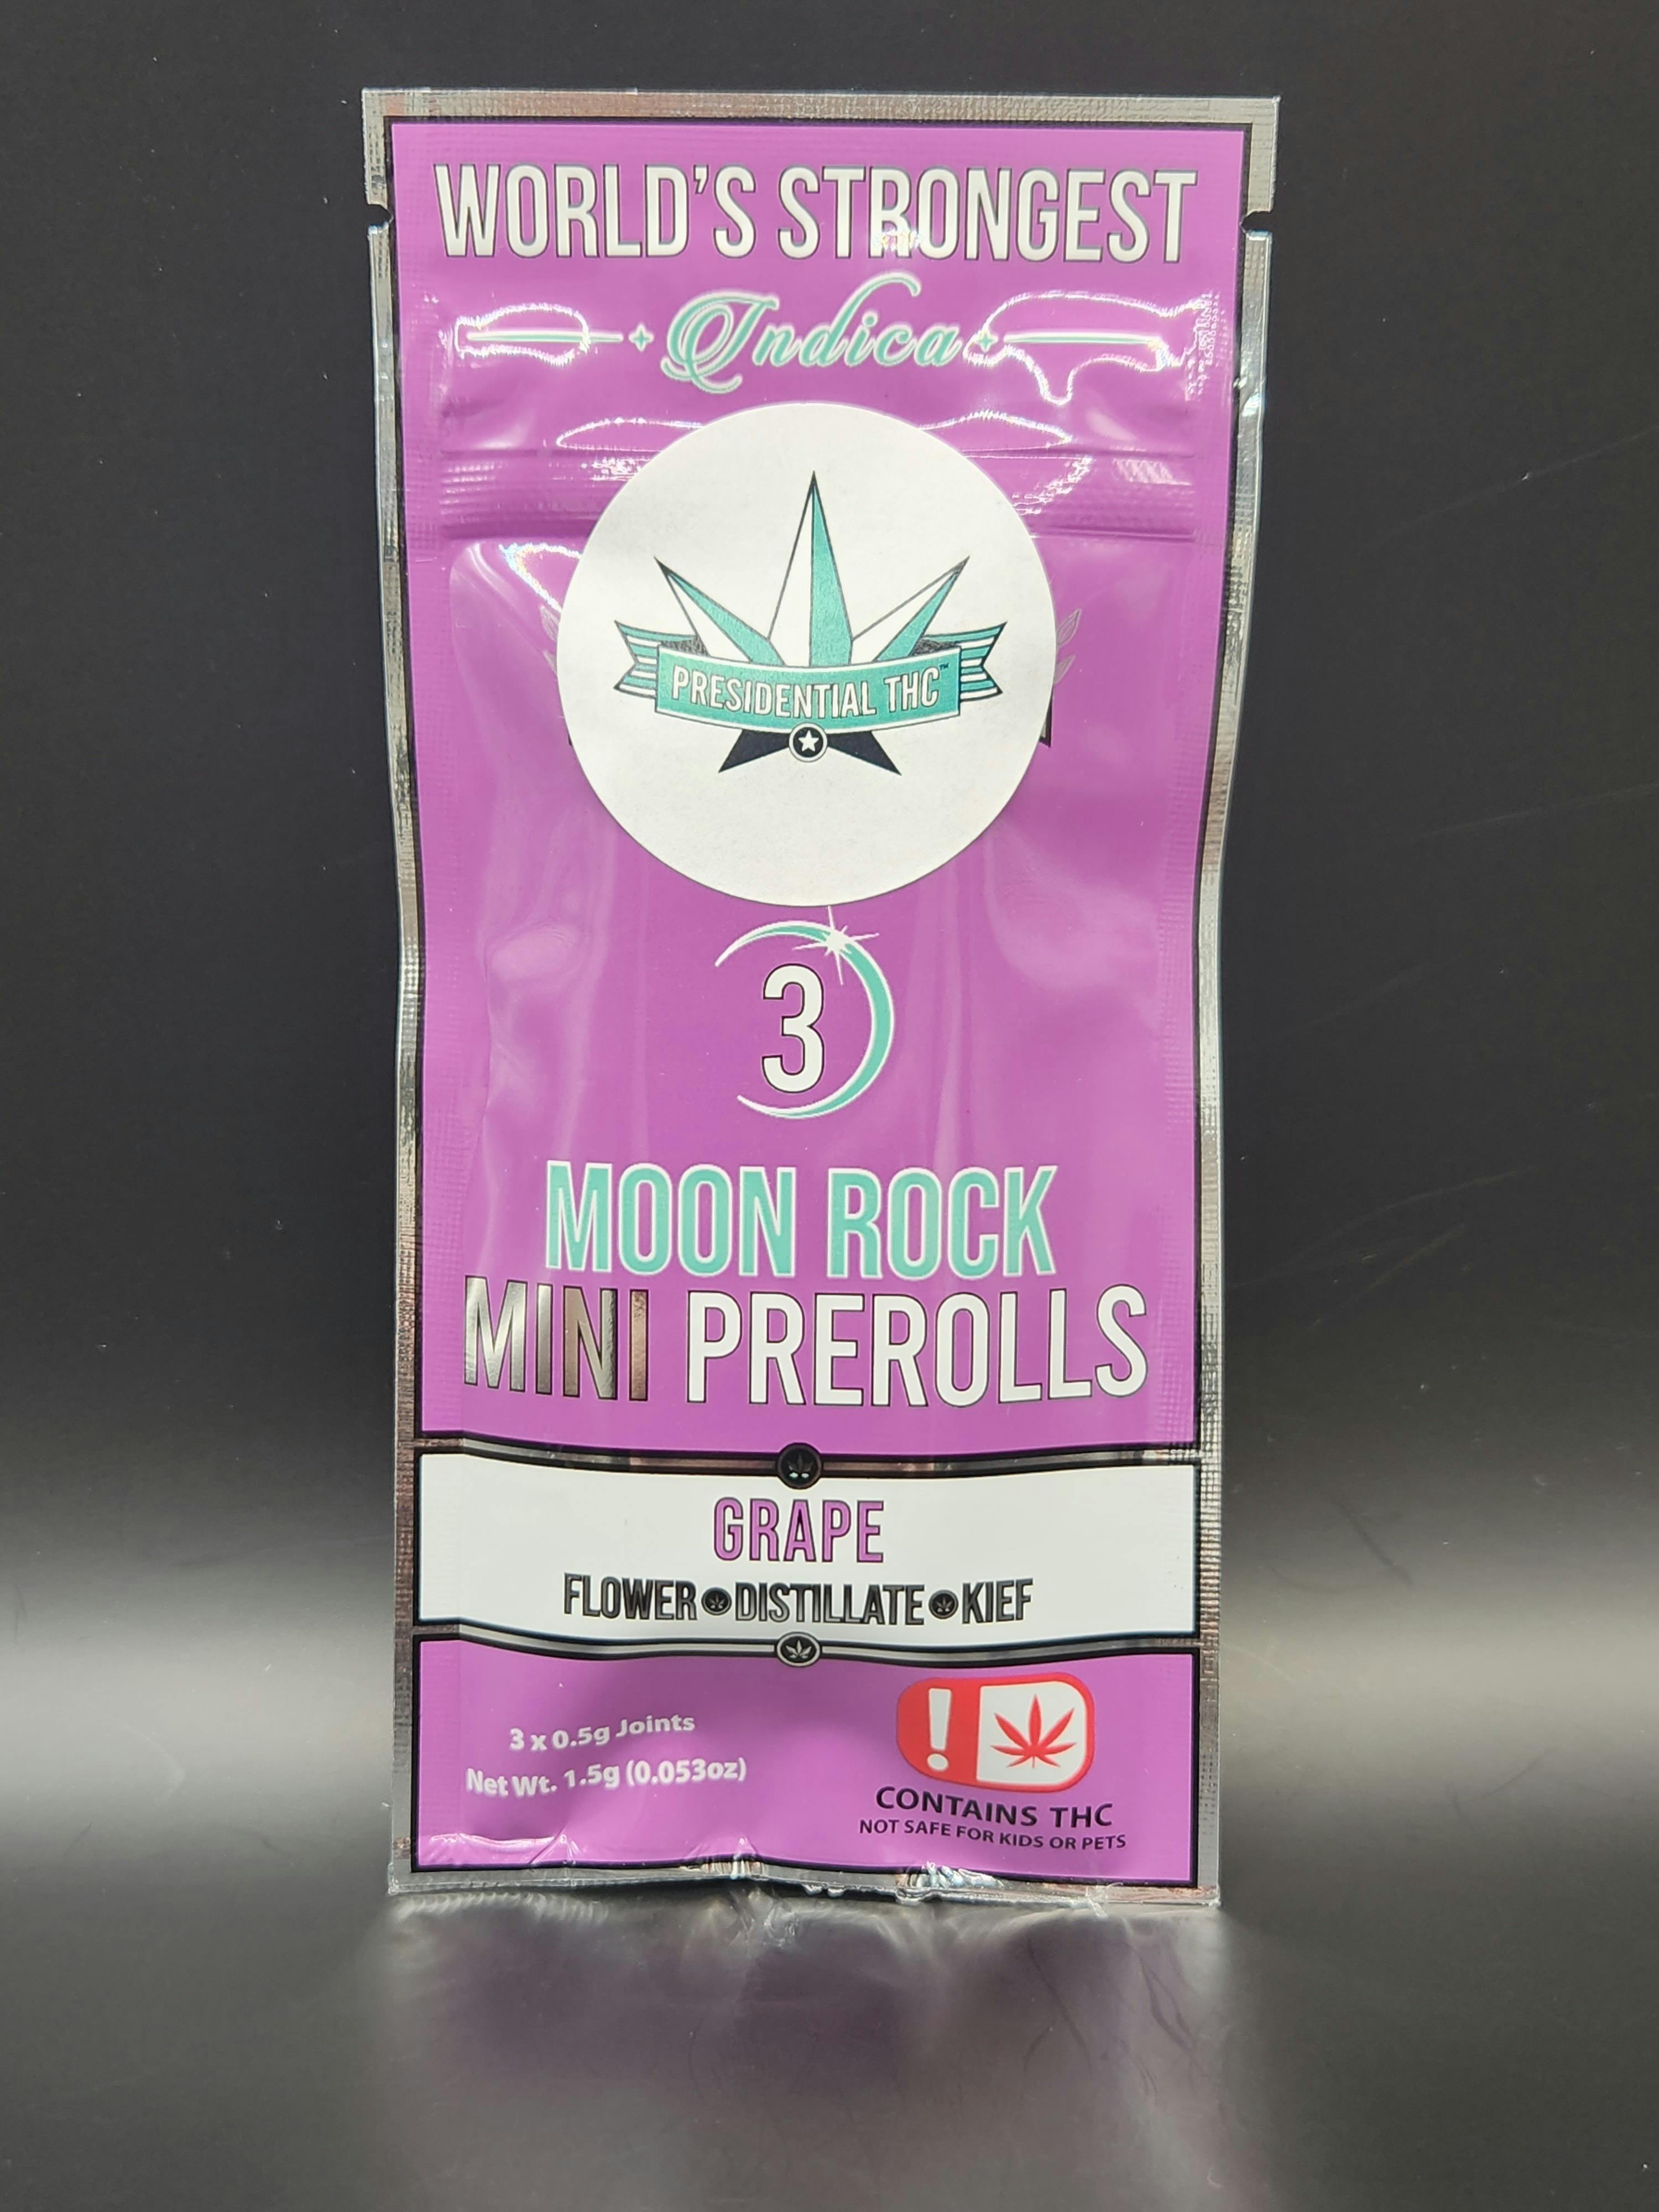 WORLD'S STRONGEST
Indica
PRESIDENTIAL THC™
3
MOON ROCK
MINI PREROLLS
GRAPE
FLOWER DISTILLATE KIEF
3 x 0.5g Joints
Net Wt. 1.5g (0.053oz)
!
CONTAINS THC
NOT SAFE FOR KIDS OR PETS